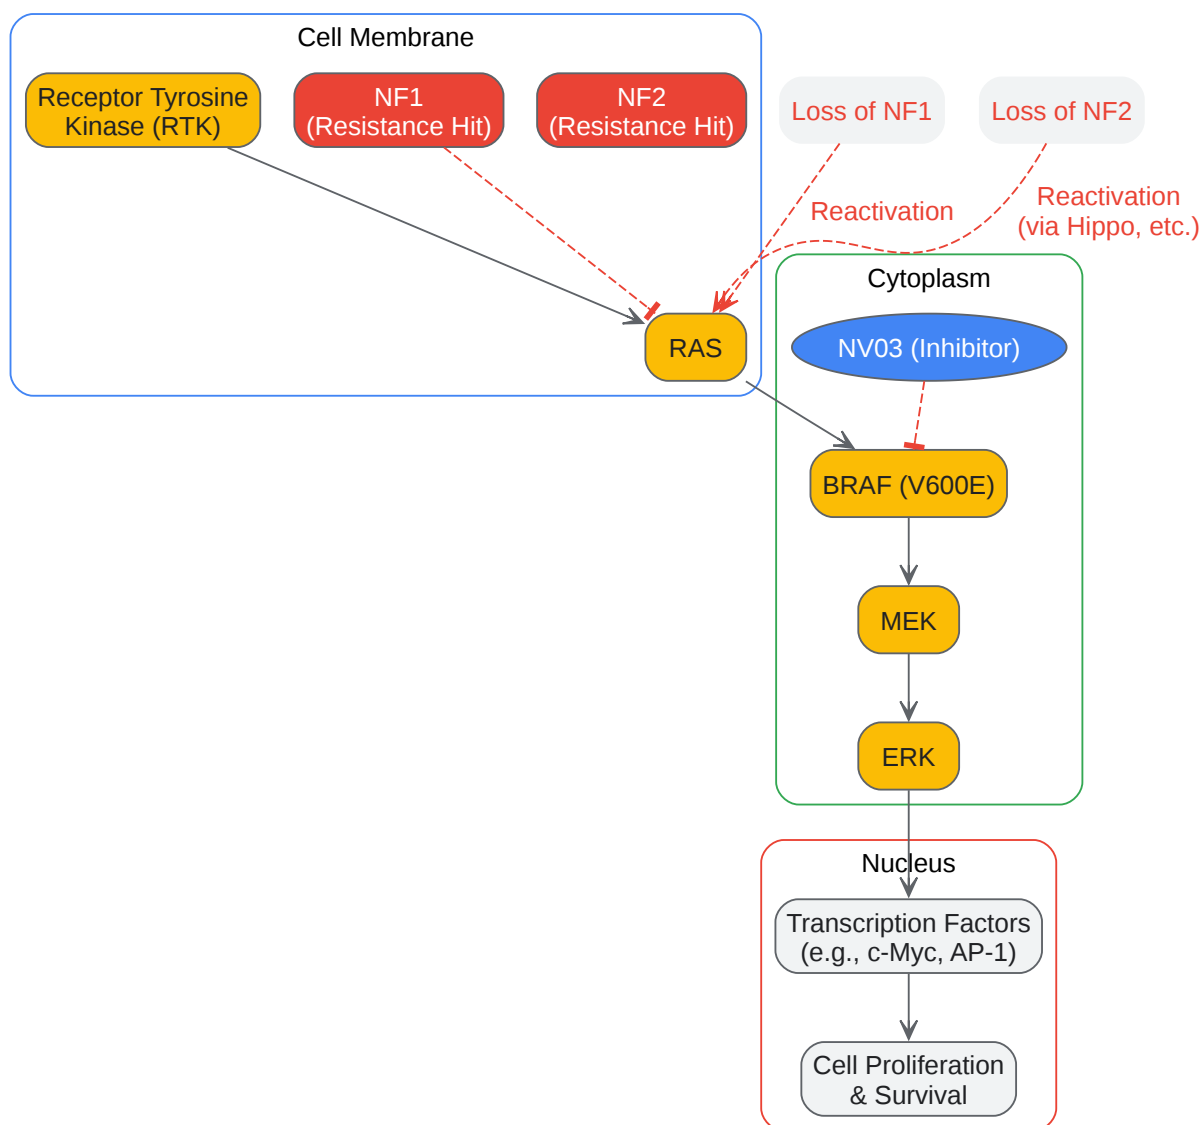 Cell Membrane
Receptor Tyrosine
Kinase (RTK)
NF1
(Resistance Hit)
NF2
(Resistance Hit)
Loss of NF1
Loss of NF2
Reactivation
Reactivation
(via Hippo, etc.)
RAS
Cytoplasm
NV03 (Inhibitor)
BRAF (V600E)
MEK
ERK
Nucleus
Transcription Factors
(e.g., c-Myc, AP-1)
Cell Proliferation
& Survival